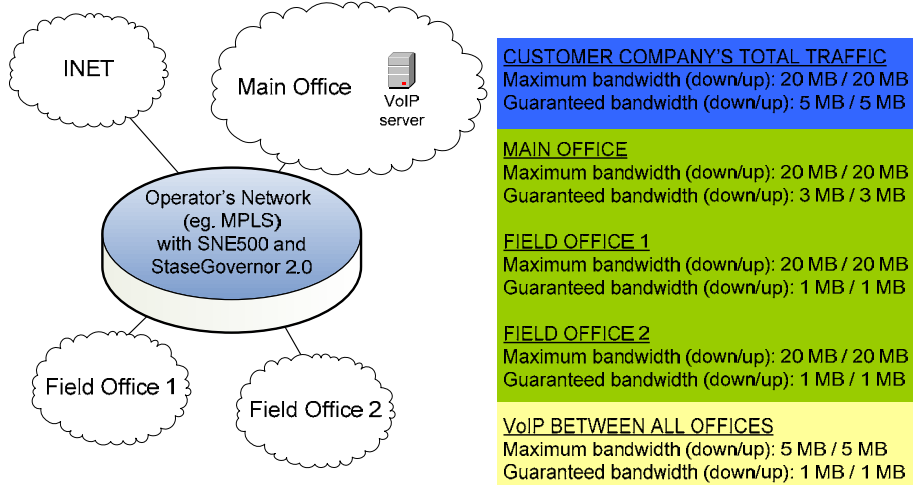 INET
Main Office
VoIP
server
Operator's Network
(eg. MPLS)
with SNE500 and
StaseGovernor 2.0
Field Office 1
Field Office 2
CUSTOMER COMPANY'S TOTAL TRAFFIC
Maximum bandwidth (down/up): 20 MB / 20 MB
Guaranteed bandwidth (down/up): 5 MB / 5 MB
MAIN OFFICE
Maximum bandwidth (down/up): 20 MB / 20 MB
Guaranteed bandwidth (down/up): 3 MB / 3 MB
FIELD OFFICE 1
Maximum bandwidth (down/up): 20 MB / 20 MB
Guaranteed bandwidth (down/up): 1 MB / 1 MB
FIELD OFFICE 2
Maximum bandwidth (down/up): 20 MB / 20 MB
Guaranteed bandwidth (down/up): 1 MB / 1 MB
VoIP BETWEEN ALL OFFICES
Maximum bandwidth (down/up): 5 MB / 5 MB
Guaranteed bandwidth (down/up): 1 MB / 1 MB